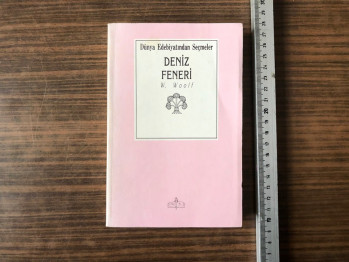 Dünya Edebiyatından Seçmeler
DENİZ
FENERİ
W. Woolf